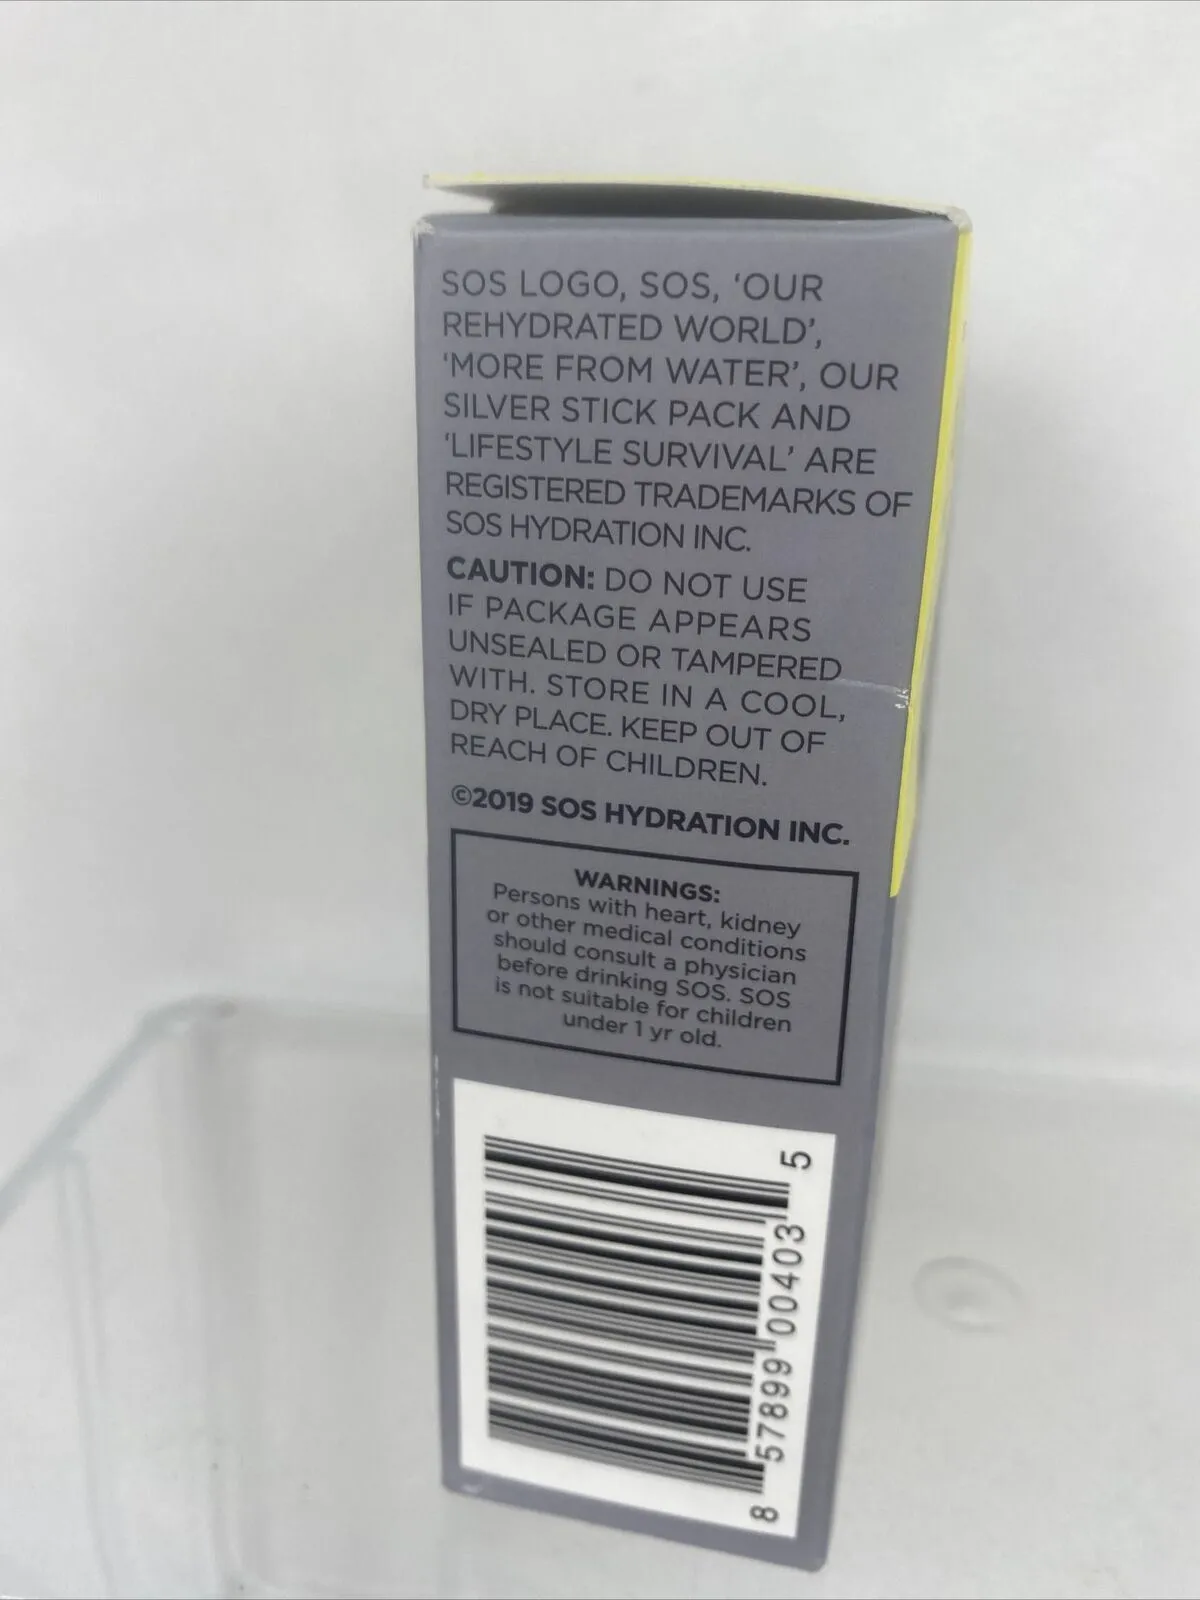 SOS LOGO, SOS, ‘OUR
REHYDRATED WORLD’,
‘MORE FROM WATER’, OUR
SILVER STICK PACK AND
‘LIFESTYLE SURVIVAL’ ARE
REGISTERED TRADEMARKS OF
SOS HYDRATION INC.
CAUTION: DO NOT USE
IF PACKAGE APPEARS
UNSEALED OR TAMPERED
WITH. STORE IN A COOL,
DRY PLACE. KEEP OUT OF
REACH OF CHILDREN.
©2019 SOS HYDRATION INC.
WARNINGS:
Persons with heart, kidney
or other medical conditions
should consult a physician
before drinking SOS. SOS
is not suitable for children
under 1 yr old.
8 57899 00403 5